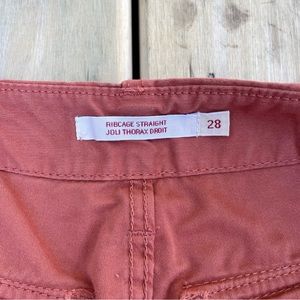 RIBCAGE STRAIGHT
JOLI THORAX DROIT
28